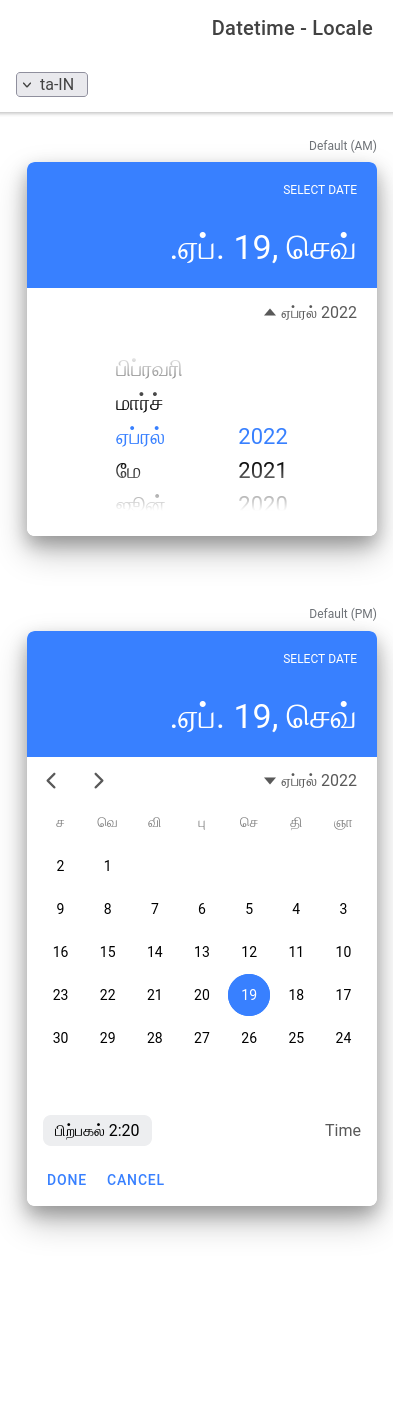 Datetime - Locale
ta-IN
Default (AM)
SELECT DATE
.ஏப். 19, செவ்
ஏப்ரல் 2022
பிப்ரவரி
மார்ச்
ஏப்ரல் 2022
மே 2021
ஜூன் 2020
Default (PM)
SELECT DATE
.ஏப். 19, செவ்
ஏப்ரல் 2022
ச வெ வி பு செ தி ஞா
2 1
9 8 7 6 5 4 3
16 15 14 13 12 11 10
23 22 21 20 19 18 17
30 29 28 27 26 25 24
பிற்பகல் 2:20 Time
DONE CANCEL